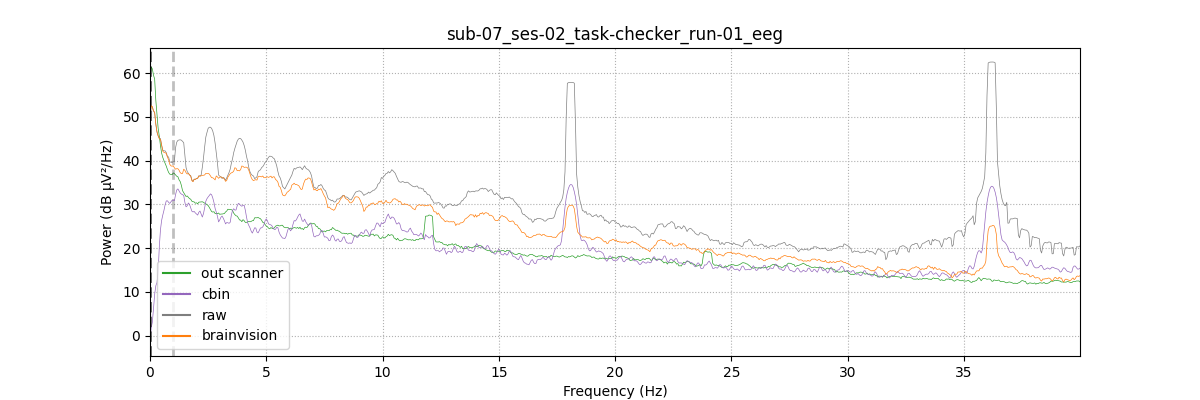 sub-07_ses-02_task-checker_run-01_eeg
Power (dB µV²/Hz)
60
50
40
30
20
10
0
out scanner
cbin
raw
brainvision
0 5 10 15 20 25 30 35
Frequency (Hz)